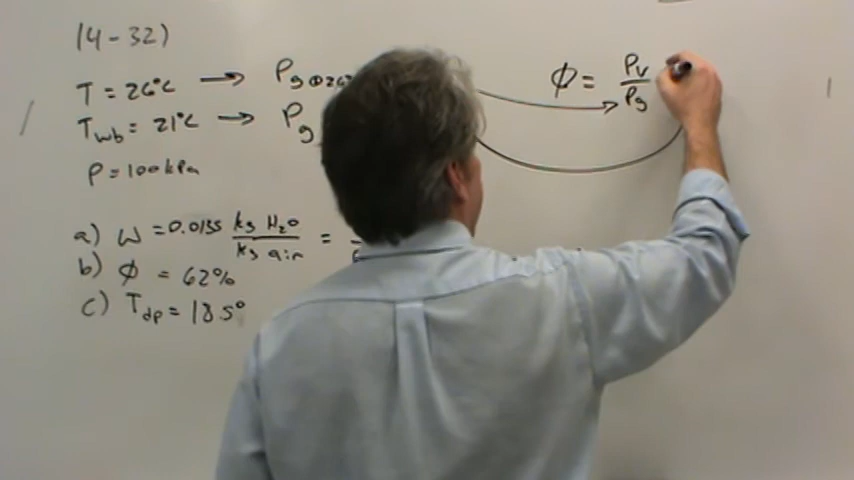 14-32)
T = 26°C → Pg@26°
Twb = 21°C → Pg
P = 100 kPa
a) W = 0.0135 kg H2O / kg air =
b) ϕ = 62%
c) Tdp = 18.5°
ϕ = Pv / Pg